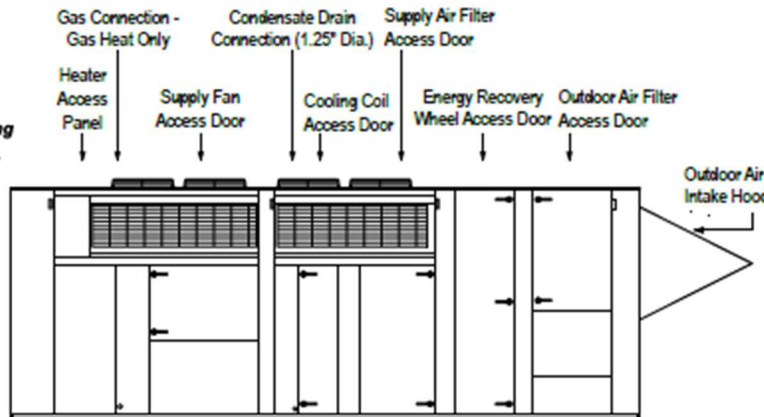 Gas Connection -
Gas Heat Only
Condensate Drain
Connection (1.25" Dia.)
Supply Air Filter
Access Door
Heater
Access
Panel
Supply Fan
Access Door
Cooling Coil
Access Door
Energy Recovery
Wheel Access Door
Outdoor Air Filter
Access Door
Outdoor Air
Intake Hood